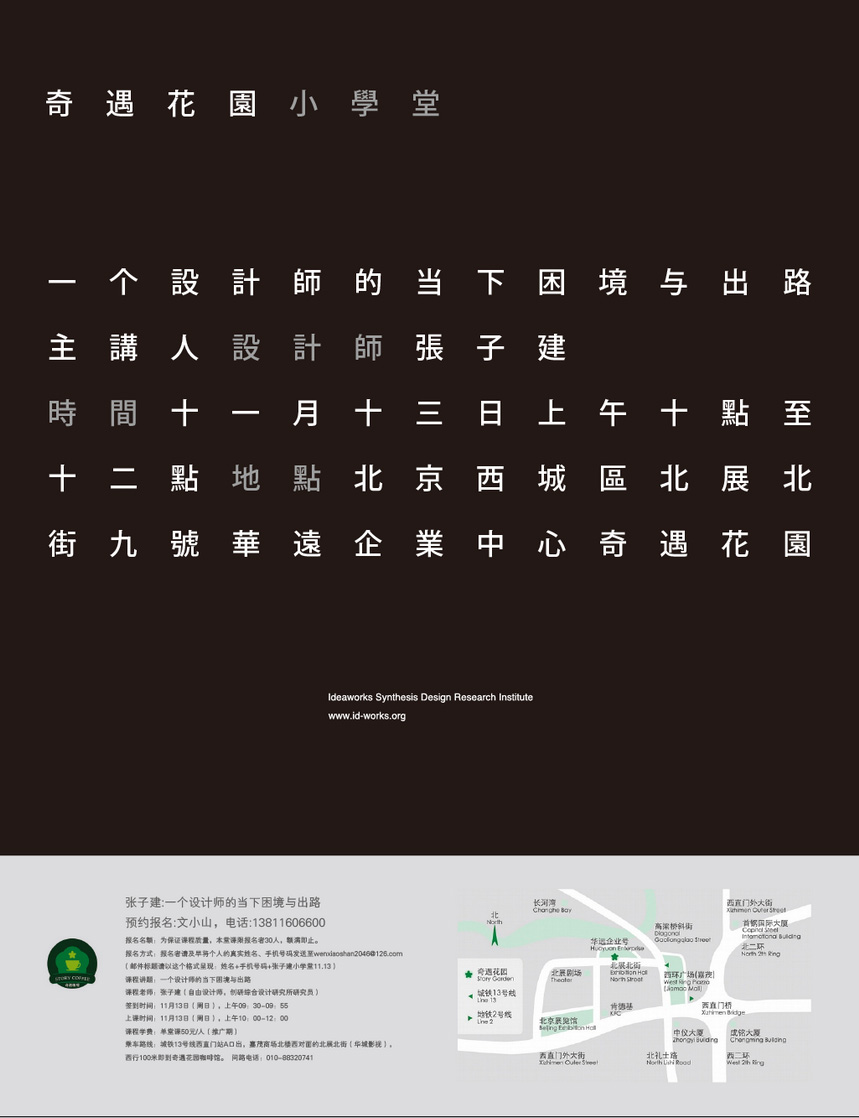 奇遇花園小學堂
一个設計師的当下困境与出路
主講人設計師張子建
時間十一月十三日上午十點至
十二點地點北京西城區北展北
街九號華遠企業中心奇遇花園
Ideaworks Synthesis Design Research Institute
www.id-works.org
张子建:一个设计师的当下困境与出路
预约报名:文小山，电话:13811606600
报名名额：为保证课程质量，本堂课限报名者30人，额满即止。
报名方式：报名者请及早将个人的真实姓名、手机号码发送至wenxiaoshan2046@126.com
（邮件标题请以这个格式呈现：姓名+手机号码+张子建小学堂11.13）
课程讲题：一个设计师的当下困境与出路
课程老师：张子建（自由设计师，创研综合设计研究所研究员）
签到时间：11月13日（周日），上午09：30-09：55
上课时间：11月13日（周日），上午10：00-12：00
课程学费：单堂课50元/人（推广期）
乘车路线：城铁13号线西直门站A口出，嘉茂商场北楼西对面的北展北街（华城影视），
西行100米即到奇遇花园咖啡馆。 问路电话：010-88320741
STORY COFFEE
北
North
长河湾
Changhe Bay
西直门外大街
Xizhimen Outer Street
高梁桥斜街
Diagonal
Gaoliangqiao Street
首钢国际大厦
Capital Steel
International Building
华远企业号
HuaYuan Enterprise
北二环
North 2th Ring
奇遇花园
Story Garden
城铁13号线
Line 13
地铁2号线
Line 2
北展剧场
Theater
北展北街
Exhibition Hall
North Street
西环广场(嘉茂)
West Ring Plaza
(Jiamao Mall)
肯德基
KFC
西直门桥
Xizhimen Bridge
北京展览馆
Beijing Exhibition Hall
中仪大厦
Zhongyi Building
成铭大厦
Chengming Building
西直门外大街
Xizhimen Outer Street
北礼士路
North Lishi Road
西二环
West 2th Ring